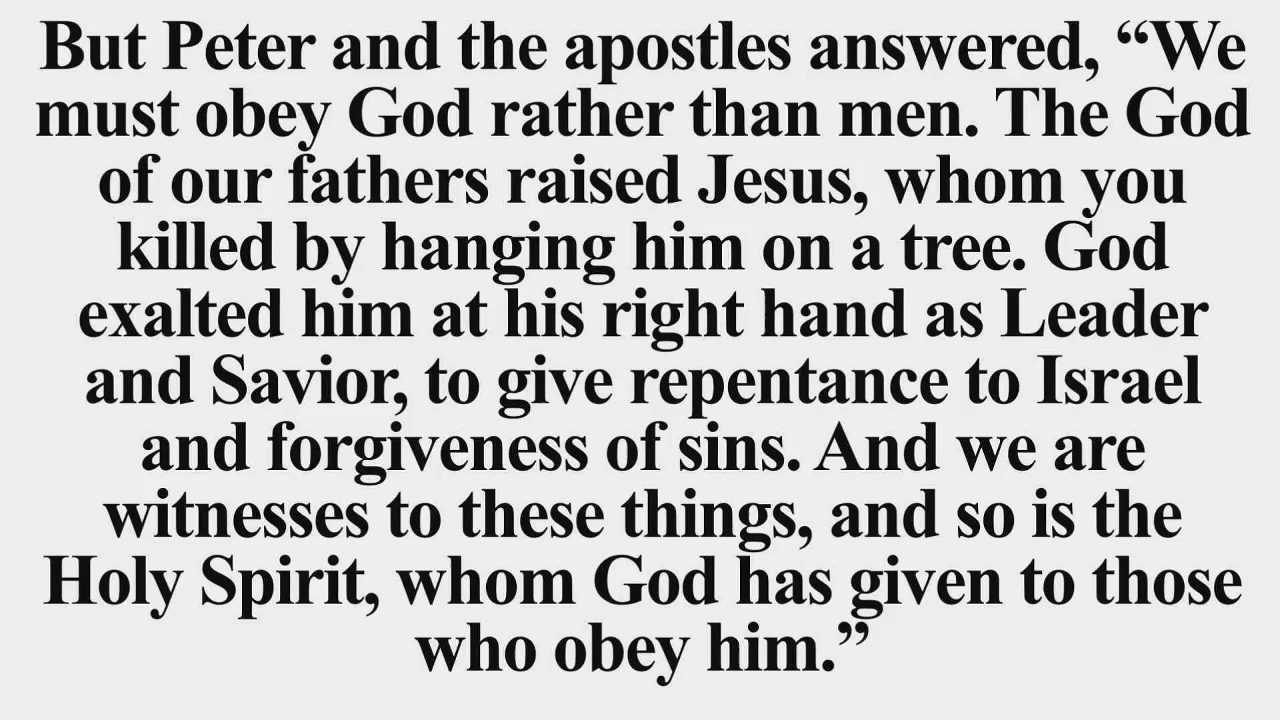 But Peter and the apostles answered, “We
must obey God rather than men. The God
of our fathers raised Jesus, whom you
killed by hanging him on a tree. God
exalted him at his right hand as Leader
and Savior, to give repentance to Israel
and forgiveness of sins. And we are
witnesses to these things, and so is the
Holy Spirit, whom God has given to those
who obey him.”